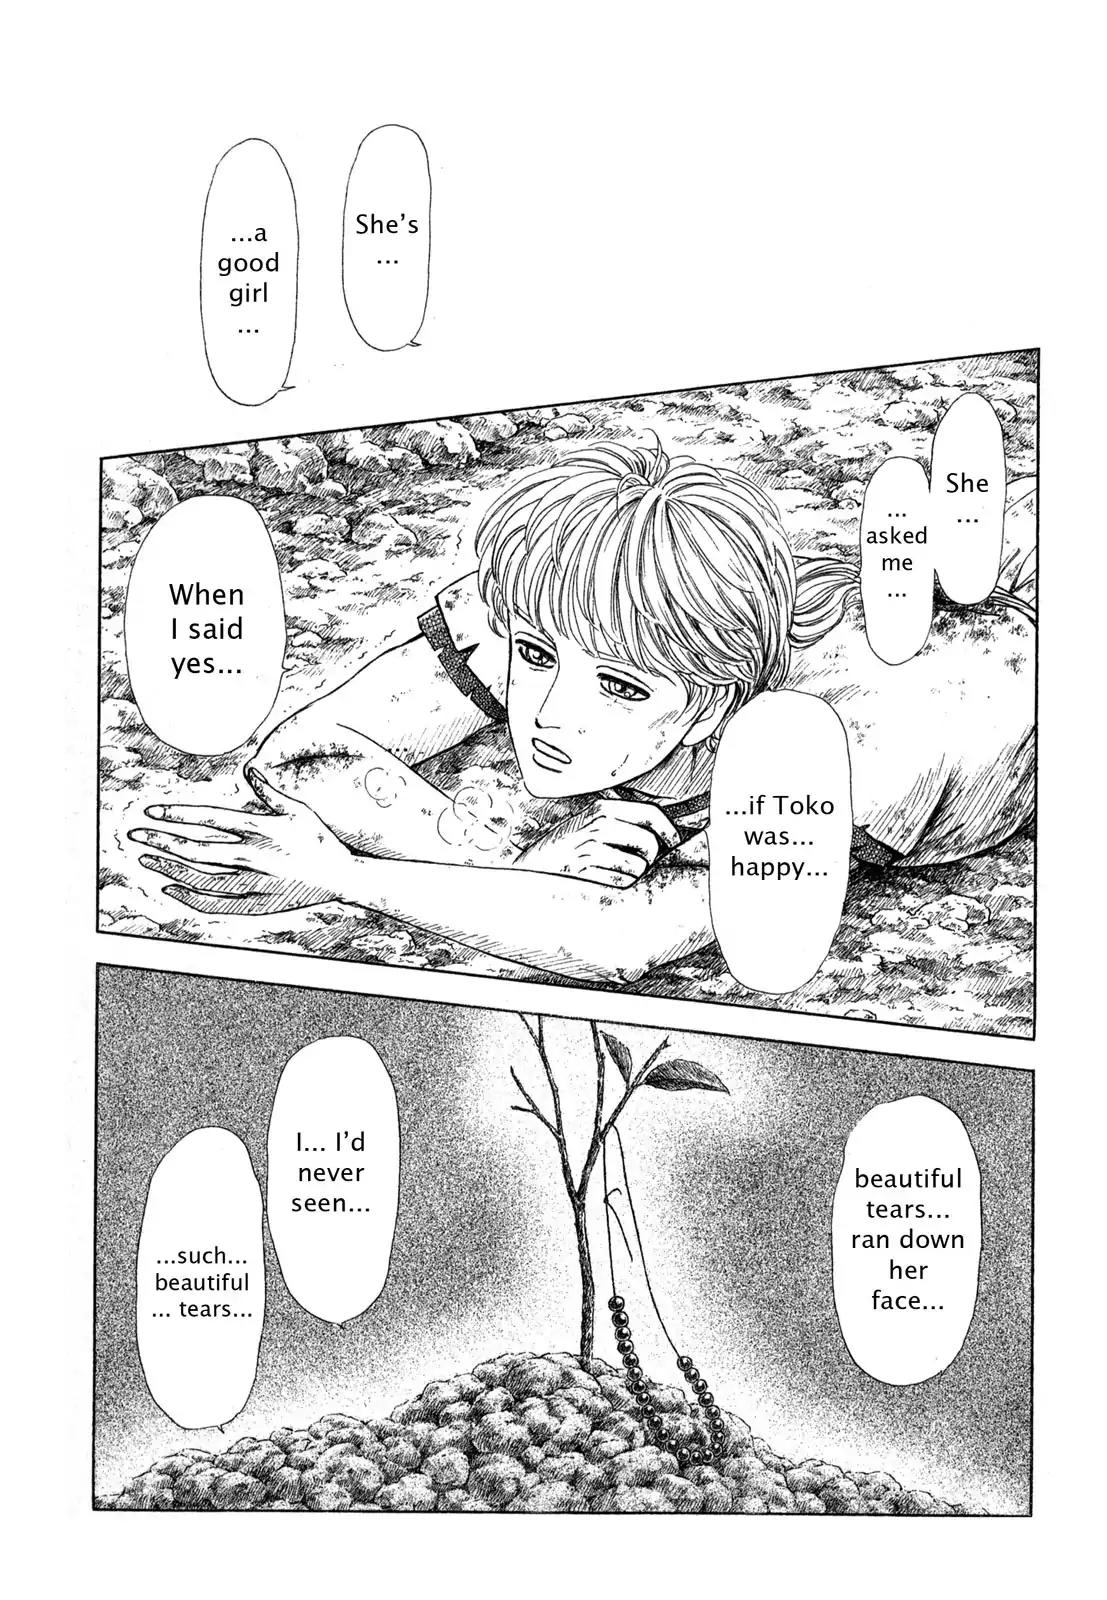 She's
...
...a
good
girl
...
She
...
...
asked
me
...
...if Toko
was...
happy...
When
I said
yes...
...
beautiful
tears...
ran down
her
face...
I... I'd
never
seen...
...such...
beautiful
... tears...